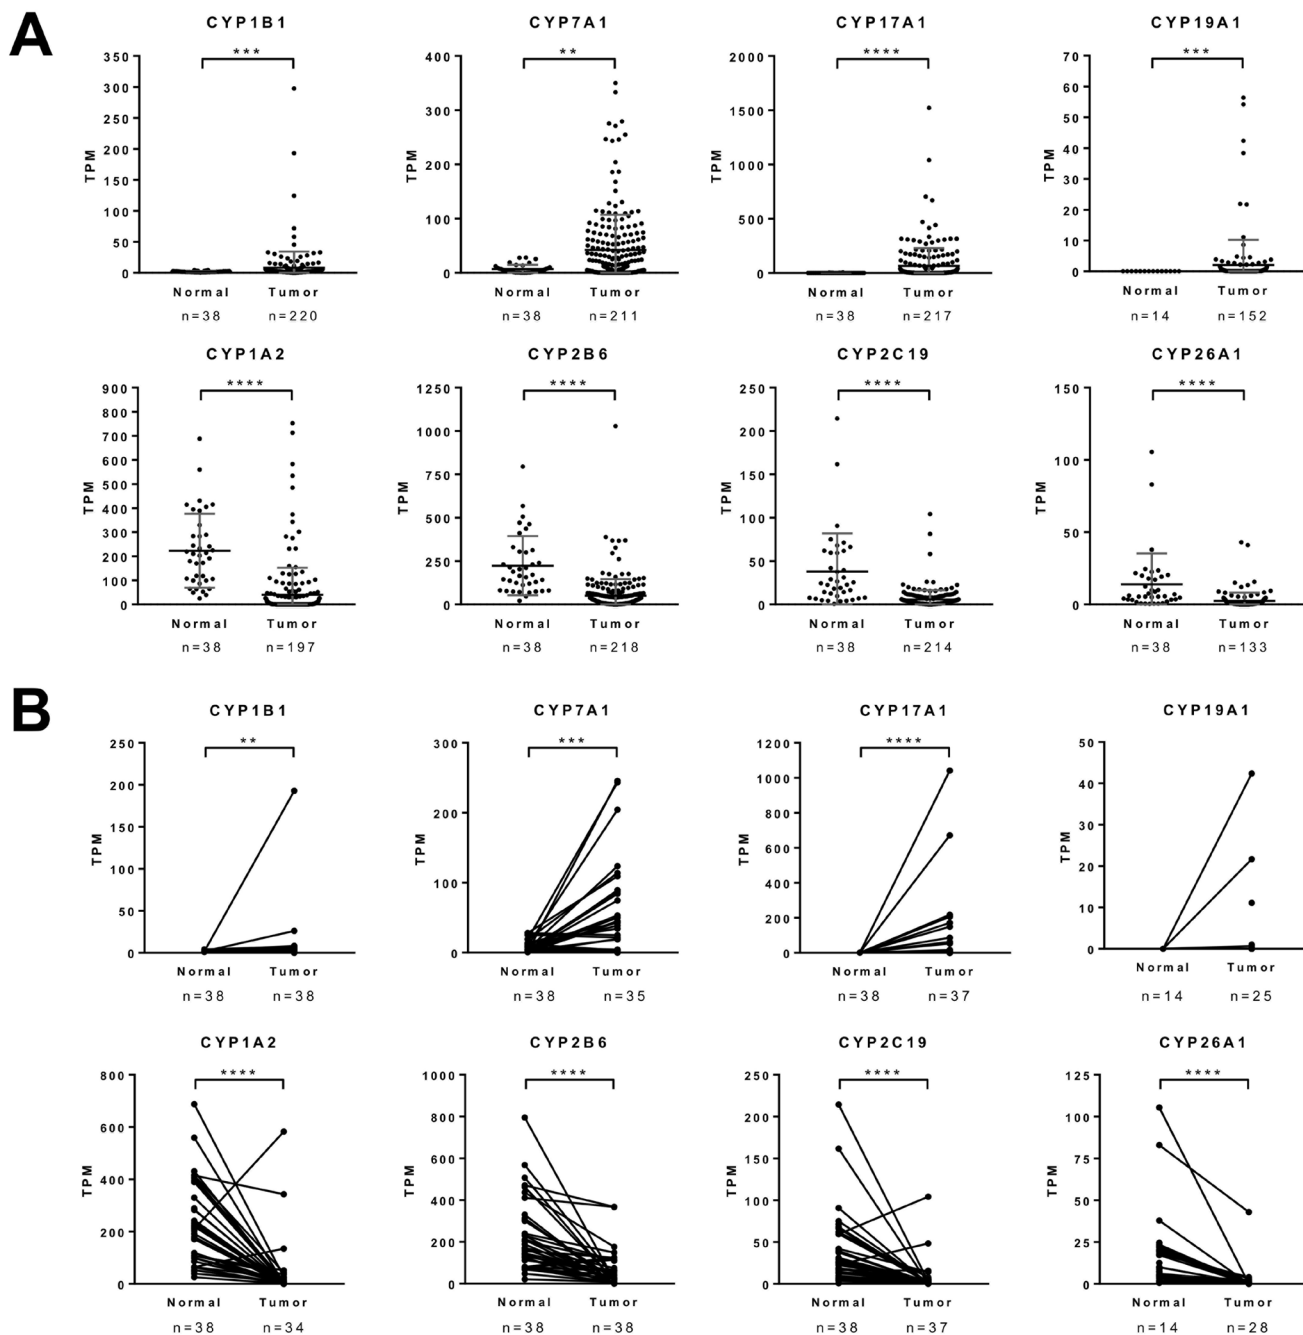 A
CYP1B1 CYP7A1 CYP17A1 CYP19A1
*** ** **** ***
TPM 350 300 250 200 150 100 50 0
TPM 400 300 200 100 0
TPM 2000 1500 1000 500 0
TPM 70 60 50 40 30 20 10 0
Normal Tumor Normal Tumor Normal Tumor Normal Tumor
n=38 n=220 n=38 n=211 n=38 n=217 n=14 n=152
CYP1A2 CYP2B6 CYP2C19 CYP26A1
**** **** **** ****
TPM 900 800 700 600 500 400 300 200 100 0
TPM 1250 1000 750 500 250 0
TPM 250 200 150 100 50 0
TPM 150 100 50 0
Normal Tumor Normal Tumor Normal Tumor Normal Tumor
n=38 n=197 n=38 n=218 n=38 n=214 n=38 n=133
B
CYP1B1 CYP7A1 CYP17A1 CYP19A1
** *** ****
TPM 250 200 150 100 50 0
TPM 300 200 100 0
TPM 1200 1000 800 600 400 200 0
TPM 50 40 30 20 10 0
Normal Tumor Normal Tumor Normal Tumor Normal Tumor
n=38 n=38 n=38 n=35 n=38 n=37 n=14 n=25
CYP1A2 CYP2B6 CYP2C19 CYP26A1
**** **** **** ****
TPM 800 600 400 200 0
TPM 1000 800 600 400 200 0
TPM 250 200 150 100 50 0
TPM 125 100 75 50 25 0
Normal Tumor Normal Tumor Normal Tumor Normal Tumor
n=38 n=34 n=38 n=38 n=38 n=37 n=14 n=28